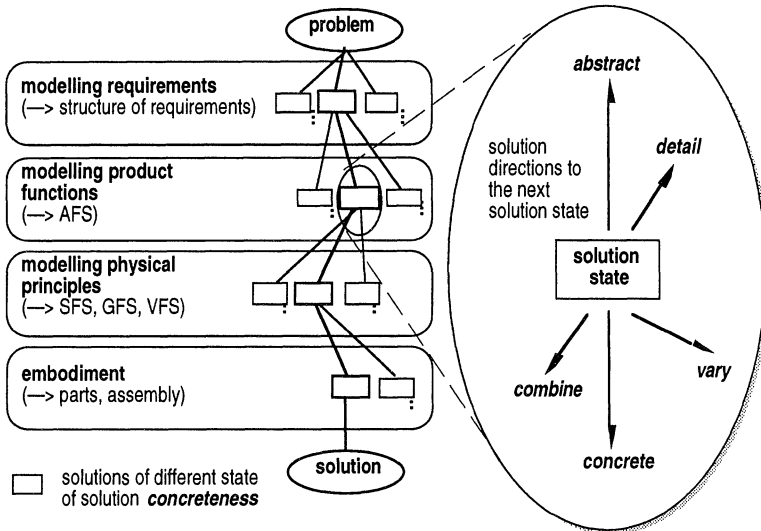 problem
modelling requirements
(—> structure of requirements)
modelling product
functions
(—> AFS)
modelling physical
principles
(—> SFS, GFS, VFS)
embodiment
(—> parts, assembly)
solution
solutions of different state
of solution concreteness
abstract
solution
directions to
the next
solution state
detail
solution
state
combine
vary
concrete